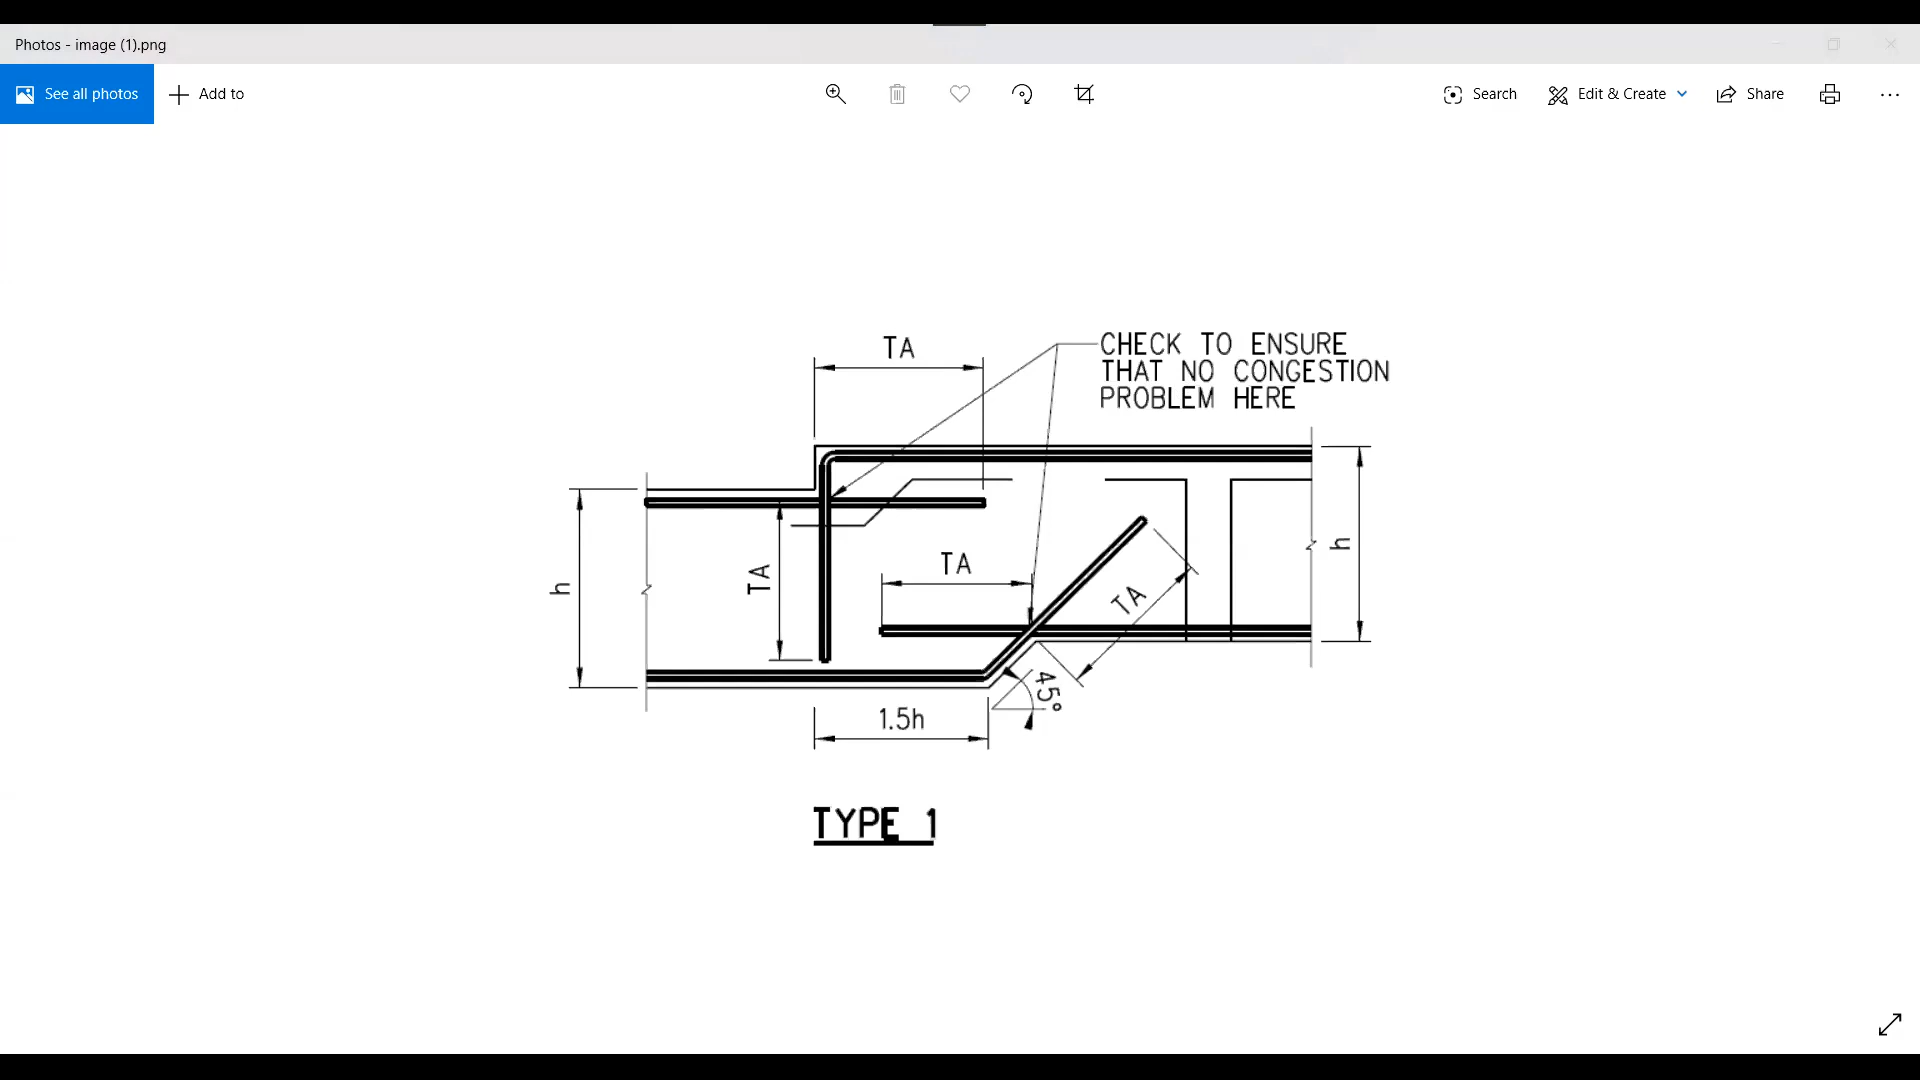 Photos - image (1).png
See all photos
Add to
Search
Edit & Create
Share
TA
CHECK TO ENSURE
THAT NO CONGESTION
PROBLEM HERE
h
TA
TA
TA
h
45°
1.5h
TYPE 1